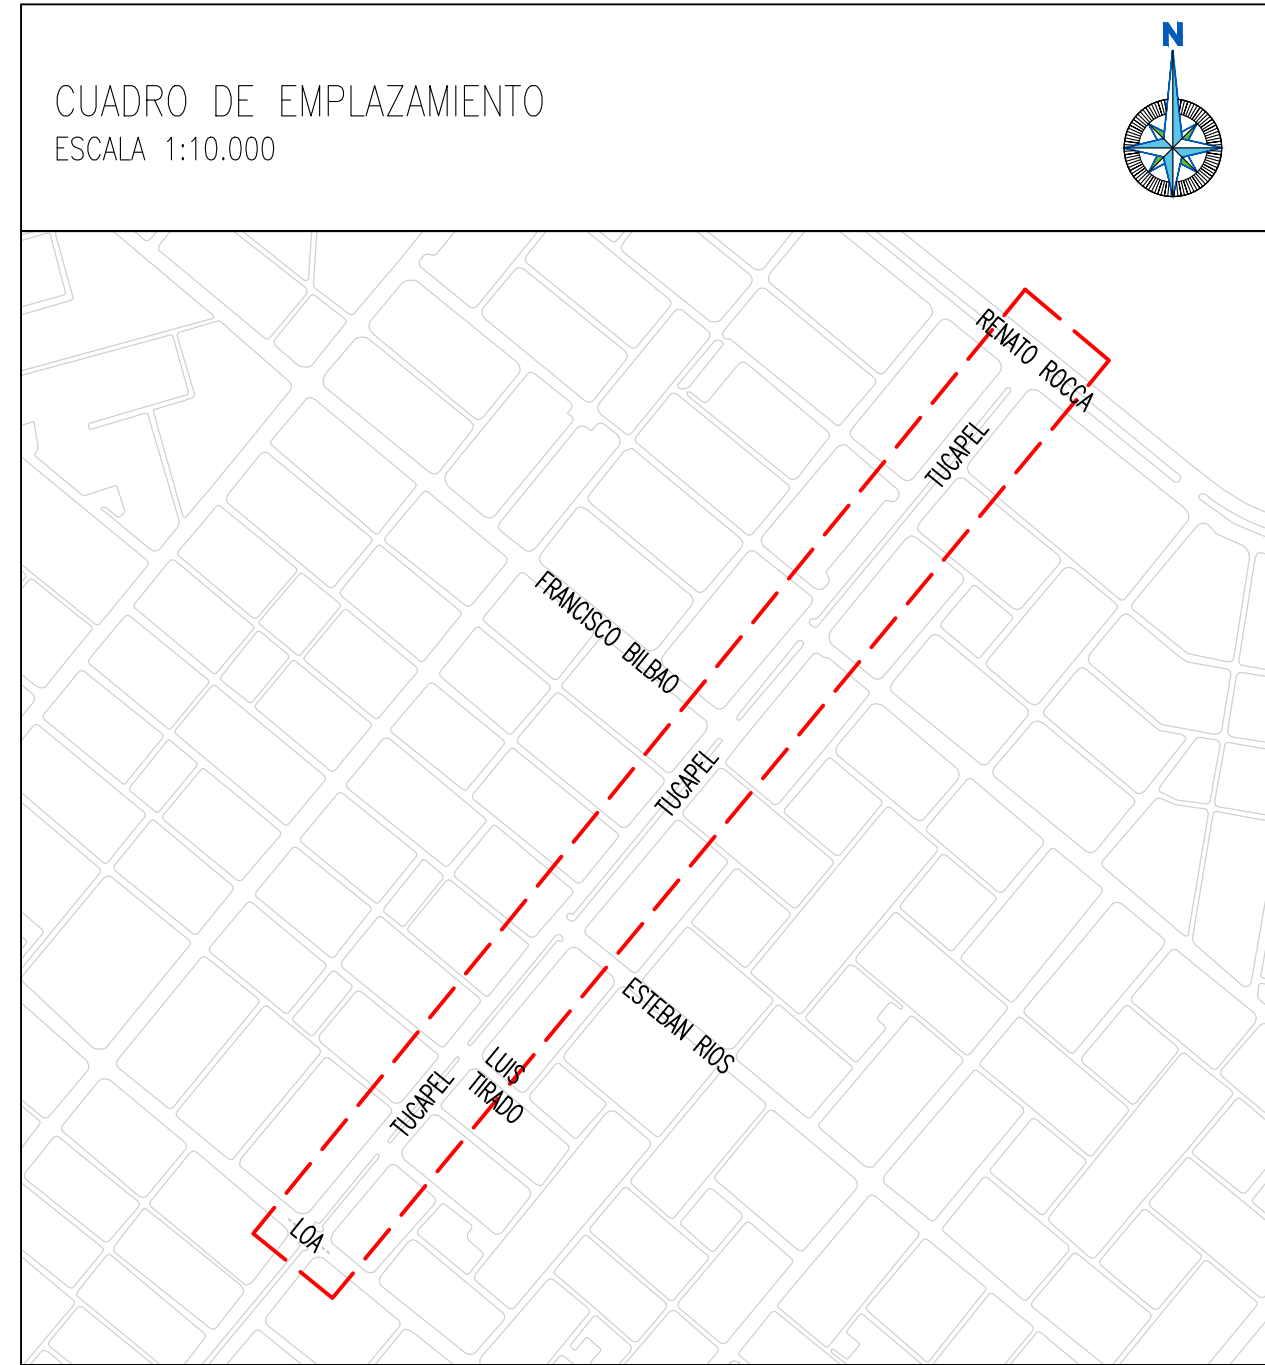 CUADRO DE EMPLAZAMIENTO
ESCALA 1:10.000
N
RENATO ROCCA
TUCAPEL
FRANCISCO BILBAO
TUCAPEL
ESTEBAN RIOS
LUIS
TIRADO
TUCAPEL
LOA